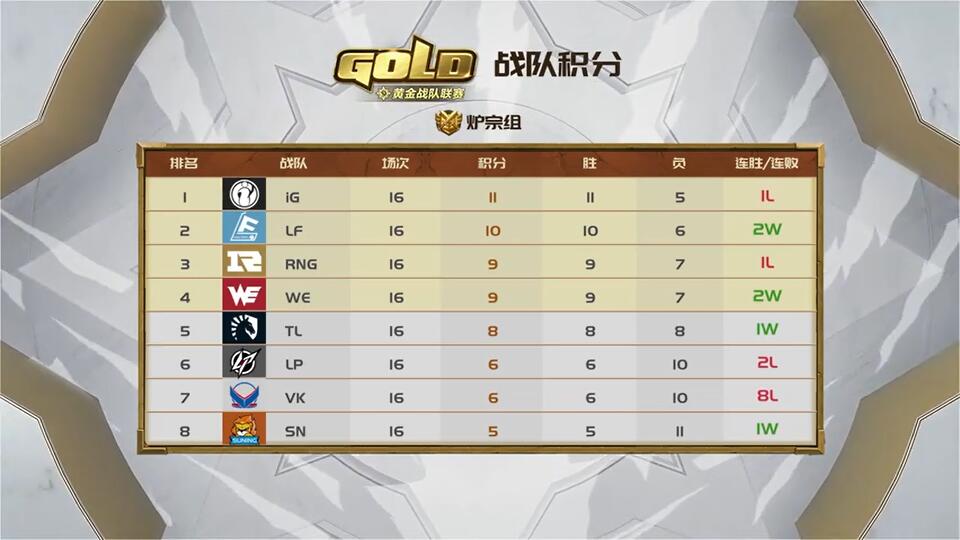 GOLD 战队积分
黄金战队联赛
炉宗组
排名 战队 场次 积分 胜 负 连胜/连败
1 iG 16 11 11 5 1L
2 LF 16 10 10 6 2W
3 RNG 16 9 9 7 1L
4 WE 16 9 9 7 2W
5 TL 16 8 8 8 1W
6 LP 16 6 6 10 2L
7 VK 16 6 6 10 8L
8 SUNING SN 16 5 5 11 1W